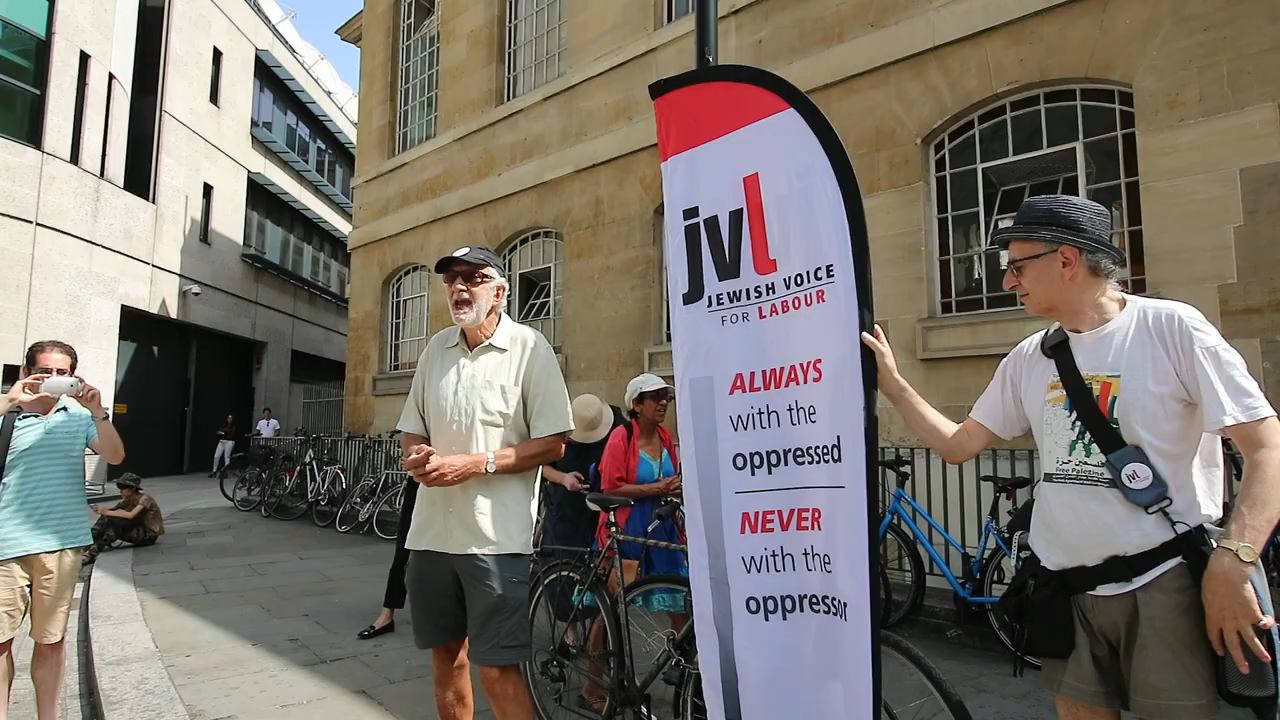 jvl
JEWISH VOICE
FOR LABOUR
ALWAYS
with the
oppressed
NEVER
with the
oppressor
Free Palestine
jvl